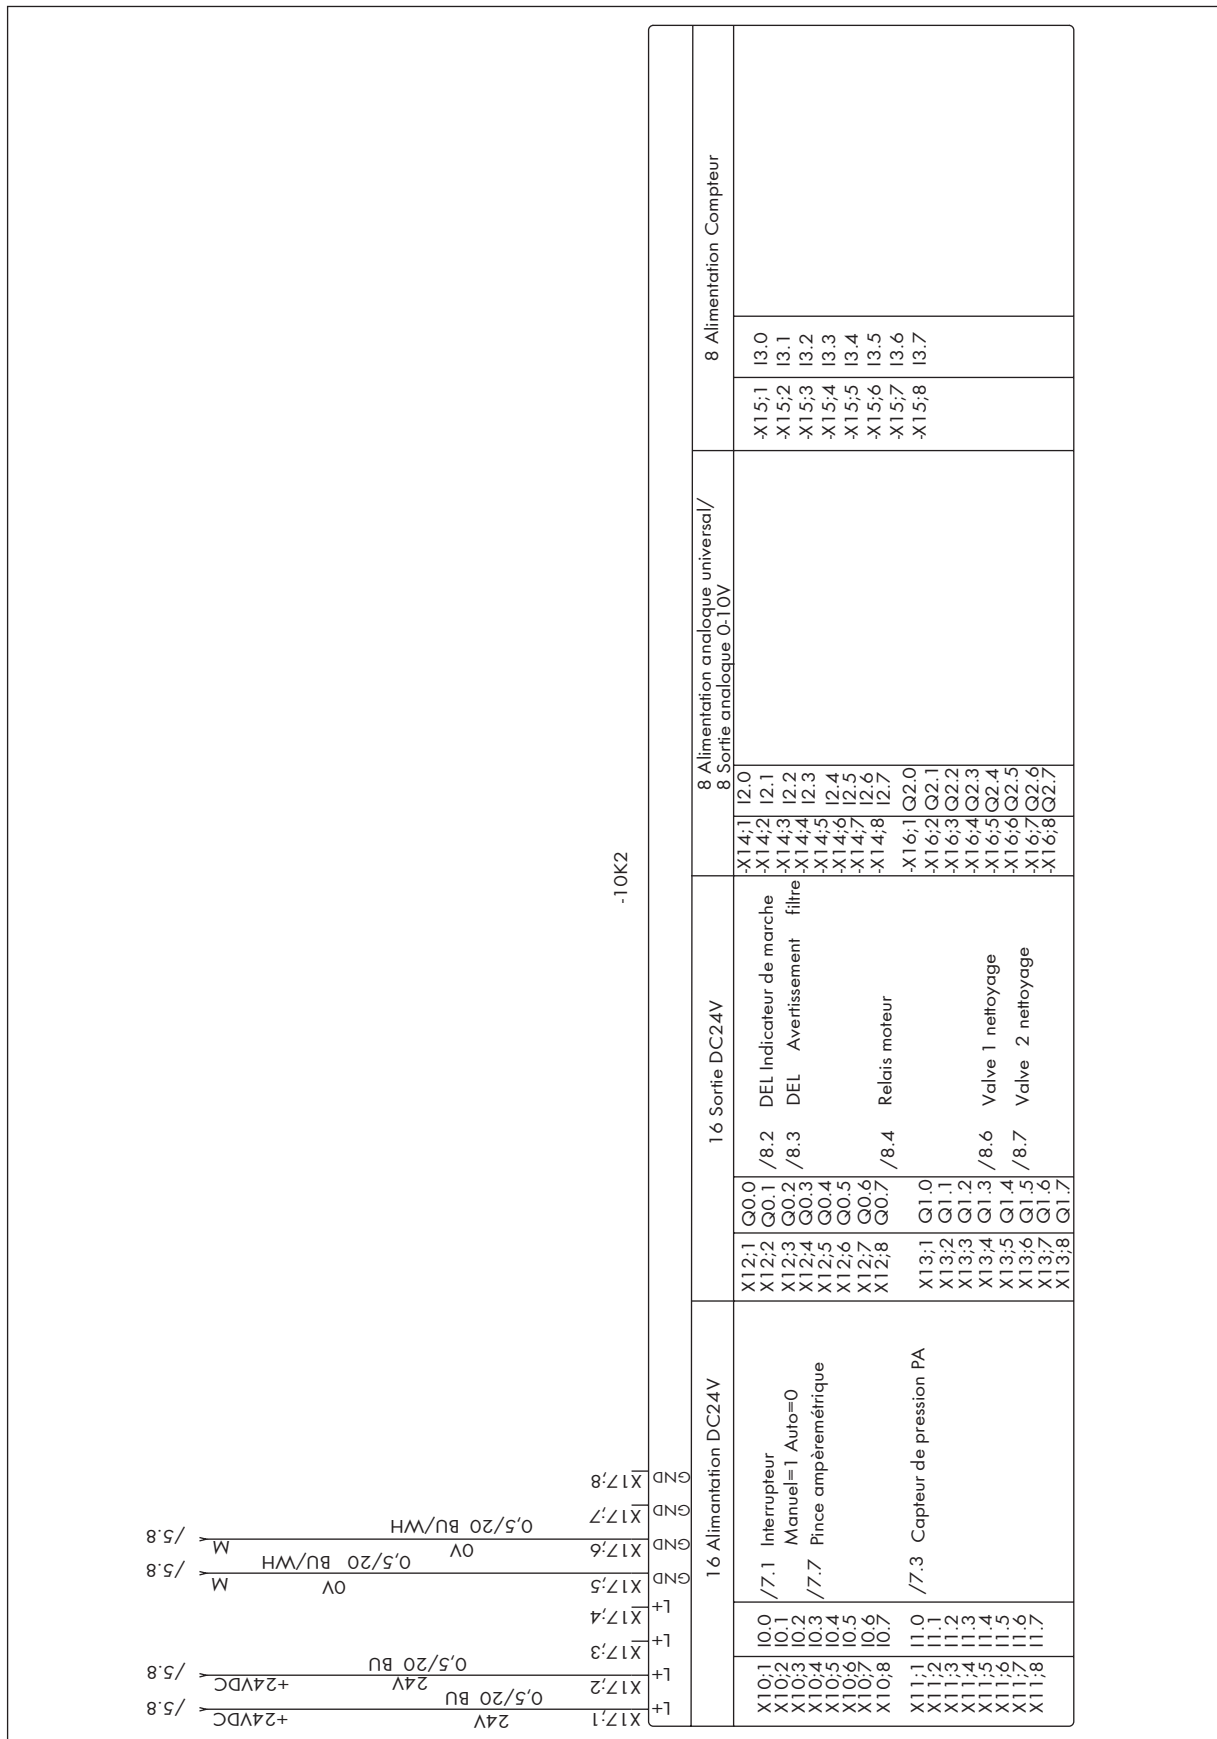 -10K2
/5.8 +24VDC 24V 0,5/20 BU X17;1 L+
/5.8 +24VDC 24V 0,5/20 BU X17;2 L+
X17;3 L+
X17;4 L+
/5.8 M 0V 0,5/20 BU/WH X17;5 GND
/5.8 M 0V 0,5/20 BU/WH X17;6 GND
X17;7 GND
X17;8 GND
16 Alimantation DC24V
X10;1 I0.0 /7.1 Interrupteur
X10;2 I0.1 Manuel=1 Auto=0
X10;3 I0.2
X10;4 I0.3 /7.7 Pince ampèremétrique
X10;5 I0.4
X10;6 I0.5
X10;7 I0.6
X10;8 I0.7
X11;1 I1.0 /7.3 Capteur de pression PA
X11;2 I1.1
X11;3 I1.2
X11;4 I1.3
X11;5 I1.4
X11;6 I1.5
X11;7 I1.6
X11;8 I1.7
16 Sortie DC24V
X12;1 Q0.0
X12;2 Q0.1 /8.2 DEL Indicateur de marche
X12;3 Q0.2 /8.3 DEL Avertissement filtre
X12;4 Q0.3
X12;5 Q0.4
X12;6 Q0.5
X12;7 Q0.6
X12;8 Q0.7 /8.4 Relais moteur
X13;1 Q1.0
X13;2 Q1.1
X13;3 Q1.2
X13;4 Q1.3 /8.6 Valve 1 nettoyage
X13;5 Q1.4
X13;6 Q1.5 /8.7 Valve 2 nettoyage
X13;7 Q1.6
X13;8 Q1.7
8 Alimentation analoque universal/
8 Sortie analoque 0-10V
-X14;1 I2.0
-X14;2 I2.1
-X14;3 I2.2
-X14;4 I2.3
-X14;5 I2.4
-X14;6 I2.5
-X14;7 I2.6
-X14;8 I2.7
-X16;1 Q2.0
-X16;2 Q2.1
-X16;3 Q2.2
-X16;4 Q2.3
-X16;5 Q2.4
-X16;6 Q2.5
-X16;7 Q2.6
-X16;8 Q2.7
8 Alimentation Compteur
-X15;1 I3.0
-X15;2 I3.1
-X15;3 I3.2
-X15;4 I3.3
-X15;5 I3.4
-X15;6 I3.5
-X15;7 I3.6
-X15;8 I3.7